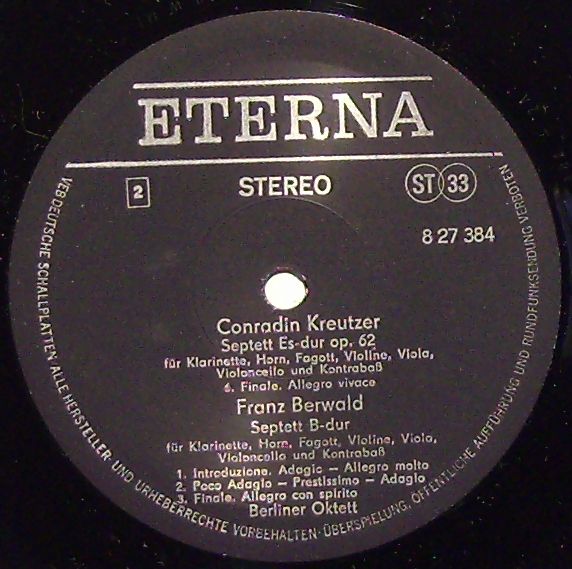 ETERNA
2
STEREO
ST 33
8 27 384
Conradin Kreutzer
Septett Es-dur op. 62
für Klarinette, Horn, Fagott, Violine, Viola,
Violoncello und Kontrabaß
6. Finale. Allegro vivace
Franz Berwald
Septett B-dur
für Klarinette, Horn, Fagott, Violine, Viola,
Violoncello und Kontrabaß
1. Introduzione. Adagio — Allegro molto
2. Poco Adagio — Prestissimo — Adagio
3. Finale. Allegro con spirito
Berliner Oktett
VEB DEUTSCHE SCHALLPLATTEN · ALLE HERSTELLER- UND URHEBERRECHTE VORBEHALTEN · ÜBERSPIELUNG, ÖFFENTLICHE AUFFÜHRUNG UND RUNDFUNKSENDUNG VERBOTEN